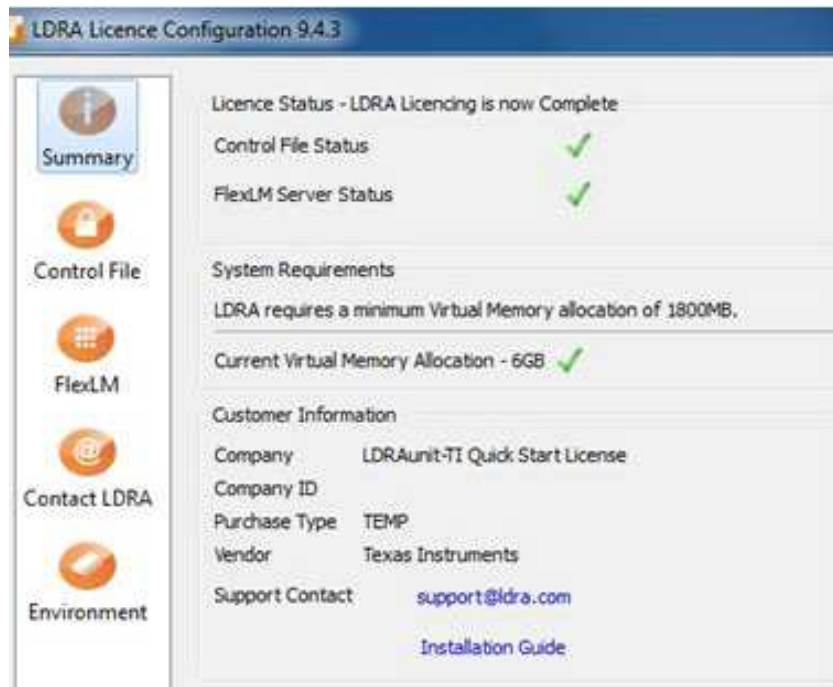 LDRA Licence Configuration 9.4.3
Summary
Control File
FlexLM
Contact LDRA
Environment
Licence Status - LDRA Licencing is now Complete
Control File Status
FlexLM Server Status
System Requirements
LDRA requires a minimum Virtual Memory allocation of 1800MB.
Current Virtual Memory Allocation - 6GB
Customer Information
Company LDRAunit-TI Quick Start License
Company ID
Purchase Type TEMP
Vendor Texas Instruments
Support Contact support@ldra.com
Installation Guide